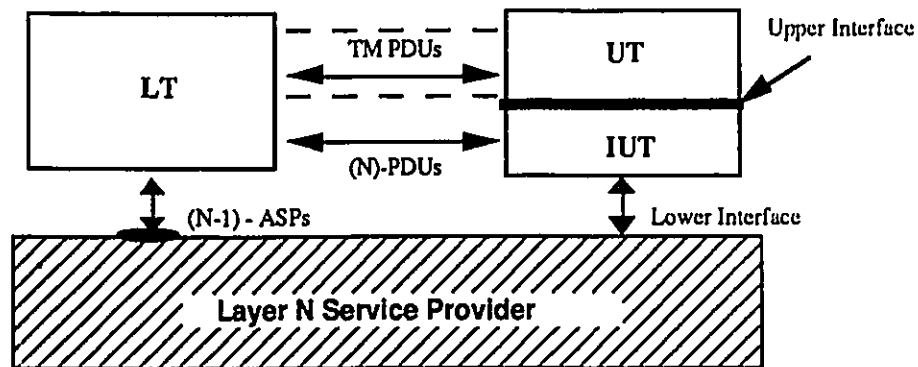 Upper Interface
TM PDUs
UT
LT
IUT
(N)-PDUs
(N-1) - ASPs
Lower Interface
Layer N Service Provider